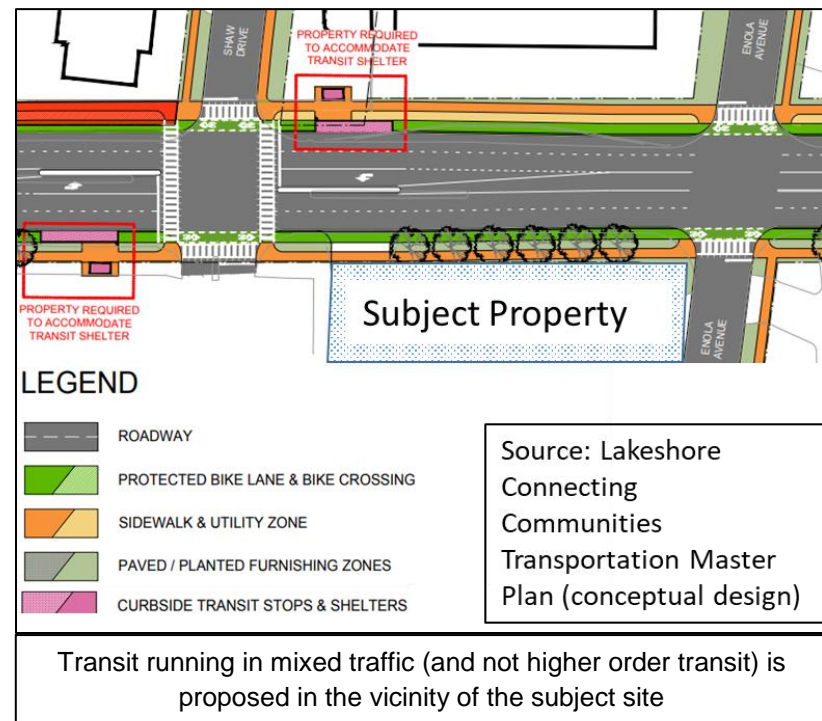 SHAW
DRIVE
PROPERTY REQUIRED
TO ACCOMMODATE
TRANSIT SHELTER
ENOLA
AVENUE
PROPERTY REQUIRED
TO ACCOMMODATE
TRANSIT SHELTER
Subject Property
ENOLA
AVENUE
LEGEND
ROADWAY
PROTECTED BIKE LANE & BIKE CROSSING
SIDEWALK & UTILITY ZONE
PAVED / PLANTED FURNISHING ZONES
CURBSIDE TRANSIT STOPS & SHELTERS
Source: Lakeshore
Connecting
Communities
Transportation Master
Plan (conceptual design)
Transit running in mixed traffic (and not higher order transit) is
proposed in the vicinity of the subject site